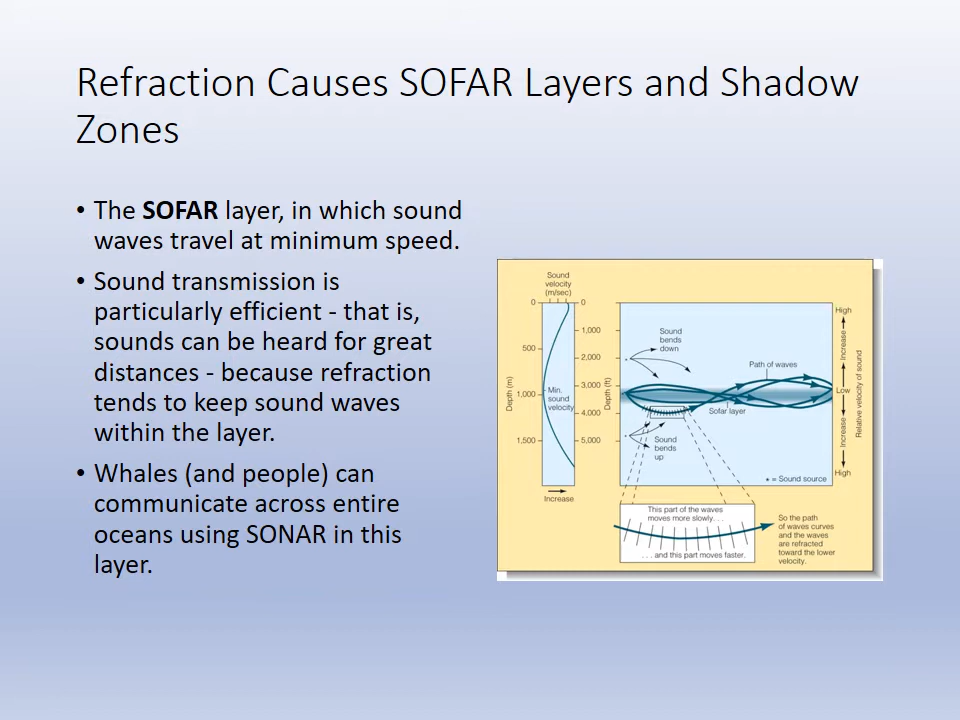 Refraction Causes SOFAR Layers and Shadow
Zones
• The SOFAR layer, in which sound
waves travel at minimum speed.
• Sound transmission is
particularly efficient - that is,
sounds can be heard for great
distances - because refraction
tends to keep sound waves
within the layer.
• Whales (and people) can
communicate across entire
oceans using SONAR in this
layer.
Sound
velocity
(m/sec)
0
500
1,000
1,500
Depth (m)
Min.
sound
velocity
Increase
0
1,000
2,000
3,000
4,000
5,000
Depth (ft)
Sound
bends
down
Path of waves
Sofar layer
Sound
bends
up
• = Sound source
High
Increase
Low
Increase
High
Relative velocity of sound
This part of the waves
moves more slowly. . .
. . . and this part moves faster.
So the path
of waves curves
and the waves
are refracted
toward the lower
velocity.